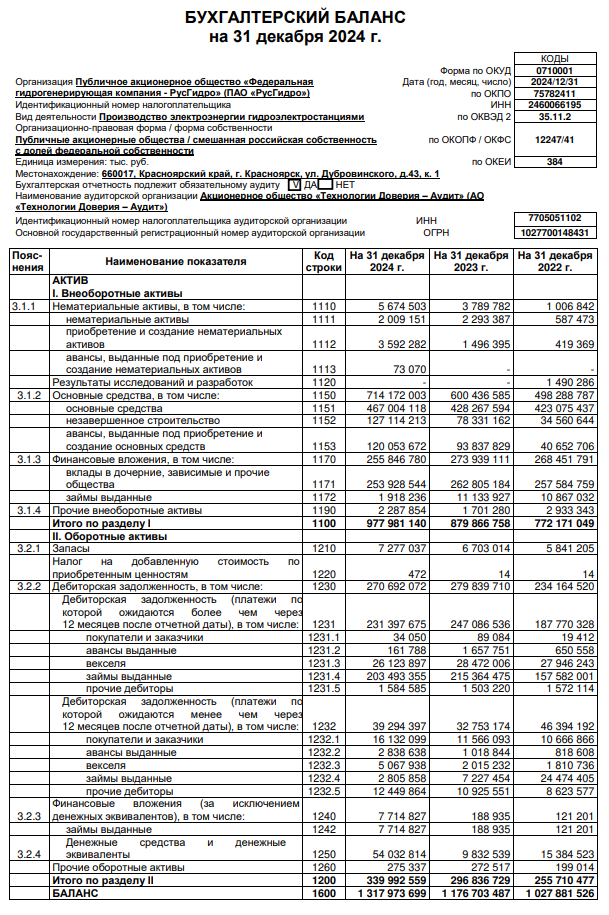 БУХГАЛТЕРСКИЙ БАЛАНС
на 31 декабря 2024 г.
КОДЫ
Форма по ОКУД 0710001
Дата (год, месяц, число) 2024/12/31
Организация Публичное акционерное общество «Федеральная
гидрогенерирующая компания - РусГидро» (ПАО «РусГидро») по ОКПО 75782411
Идентификационный номер налогоплательщика ИНН 2460066195
Вид деятельности Производство электроэнергии гидроэлектростанциями по ОКВЭД 2 35.11.2
Организационно-правовая форма / форма собственности
Публичные акционерные общества / смешанная российская собственность
с долей федеральной собственности по ОКОПФ / ОКФС 12247/41
Единица измерения: тыс. руб. по ОКЕИ 384
Местонахождение: 660017, Красноярский край, г. Красноярск, ул. Дубровинского, д.43, к. 1
Бухгалтерская отчетность подлежит обязательному аудиту V ДА НЕТ
Наименование аудиторской организации Акционерное общество «Технологии Доверия – Аудит» (АО
«Технологии Доверия – Аудит»)
Идентификационный номер налогоплательщика аудиторской организации ИНН 7705051102
Основной государственный регистрационный номер аудиторской организации ОГРН 1027700148431
Пояс-
нения Наименование показателя Код
строки На 31 декабря
2024 г. На 31 декабря
2023 г. На 31 декабря
2022 г.
АКТИВ
I. Внеоборотные активы
3.1.1 Нематериальные активы, в том числе: 1110 5 674 503 3 789 782 1 006 842
нематериальные активы 1111 2 009 151 2 293 387 587 473
приобретение и создание нематериальных
активов 1112 3 592 282 1 496 395 419 369
авансы, выданные под приобретение и
создание нематериальных активов 1113 73 070 - -
Результаты исследований и разработок 1120 - - 1 490 286
3.1.2 Основные средства, в том числе: 1150 714 172 003 600 436 585 498 288 787
основные средства 1151 467 004 118 428 267 594 423 075 437
незавершенное строительство 1152 127 114 213 78 331 162 34 560 644
авансы, выданные под приобретение и
создание основных средств 1153 120 053 672 93 837 829 40 652 706
3.1.3 Финансовые вложения, в том числе: 1170 255 846 780 273 939 111 268 451 791
вклады в дочерние, зависимые и прочие
общества 1171 253 928 544 262 805 184 257 584 759
займы выданные 1172 1 918 236 11 133 927 10 867 032
3.1.4 Прочие внеоборотные активы 1190 2 287 854 1 701 280 2 933 343
Итого по разделу I 1100 977 981 140 879 866 758 772 171 049
II. Оборотные активы
3.2.1 Запасы 1210 7 277 037 6 703 014 5 841 205
Налог на добавленную стоимость по
приобретенным ценностям 1220 472 14 14
3.2.2 Дебиторская задолженность, в том числе: 1230 270 692 072 279 839 710 234 164 520
Дебиторская задолженность (платежи по
которой ожидаются более чем через
12 месяцев после отчетной даты), в том числе: 1231 231 397 675 247 086 536 187 770 328
покупатели и заказчики 1231.1 34 050 89 084 19 412
авансы выданные 1231.2 161 788 1 657 751 650 558
векселя 1231.3 26 123 897 28 472 006 27 946 243
займы выданные 1231.4 203 493 355 215 364 475 157 582 001
прочие дебиторы 1231.5 1 584 585 1 503 220 1 572 114
Дебиторская задолженность (платежи по
которой ожидаются менее чем через
12 месяцев после отчетной даты), в том числе: 1232 39 294 397 32 753 174 46 394 192
покупатели и заказчики 1232.1 16 132 099 11 566 093 10 666 866
авансы выданные 1232.2 2 838 638 1 018 844 818 608
векселя 1232.3 5 067 938 2 015 232 1 810 736
займы выданные 1232.4 2 805 858 7 227 454 24 474 405
прочие дебиторы 1232.5 12 449 864 10 925 551 8 623 577
3.2.3 Финансовые вложения (за исключением
денежных эквивалентов), в том числе: 1240 7 714 827 188 935 121 201
займы выданные 1242 7 714 827 188 935 121 201
3.2.4 Денежные средства и денежные
эквиваленты 1250 54 032 814 9 832 539 15 384 523
Прочие оборотные активы 1260 275 337 272 517 199 014
Итого по разделу II 1200 339 992 559 296 836 729 255 710 477
БАЛАНС 1600 1 317 973 699 1 176 703 487 1 027 881 526